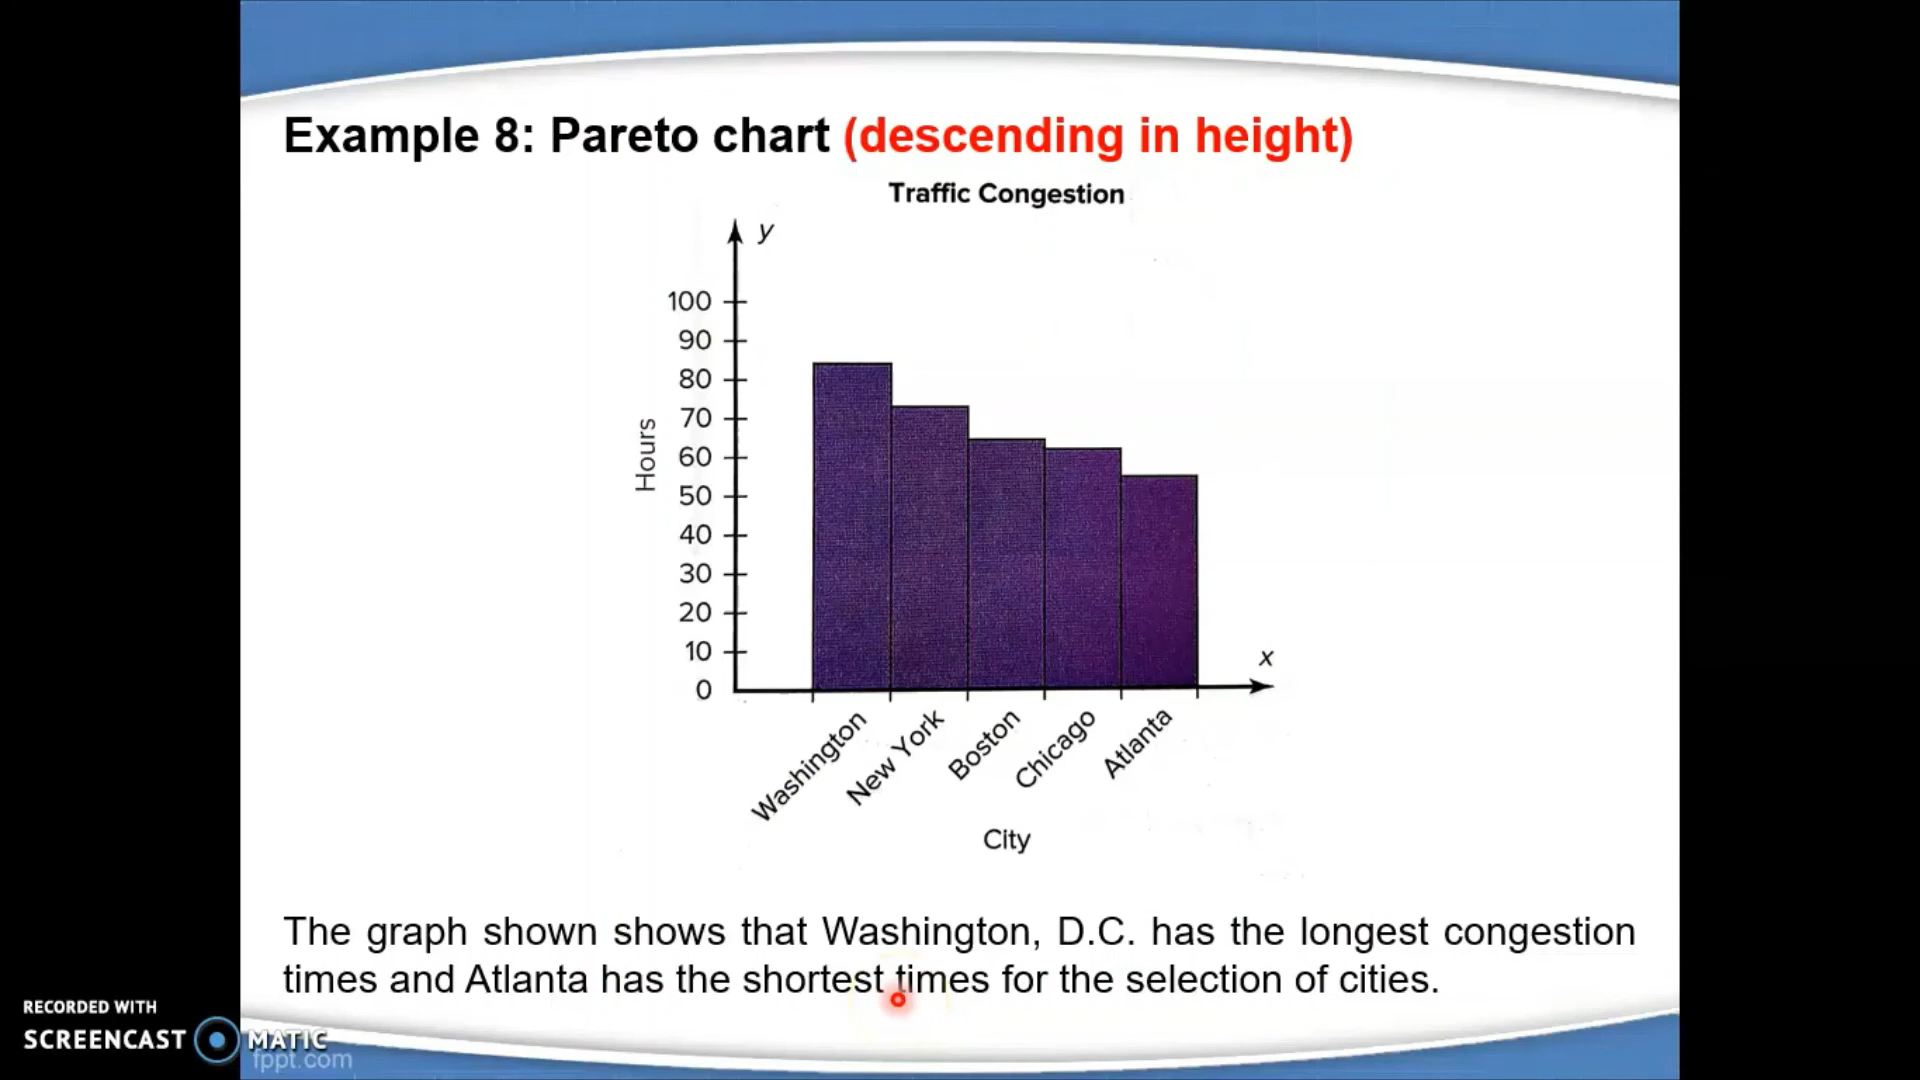 Example 8: Pareto chart (descending in height)
Traffic Congestion
y
100
90
80
70
60
50
40
30
20
10
0
Hours
x
Washington
New York
Boston
Chicago
Atlanta
City
The graph shown shows that Washington, D.C. has the longest congestion
times and Atlanta has the shortest times for the selection of cities.
RECORDED WITH
SCREENCAST MATIC
fppt.com